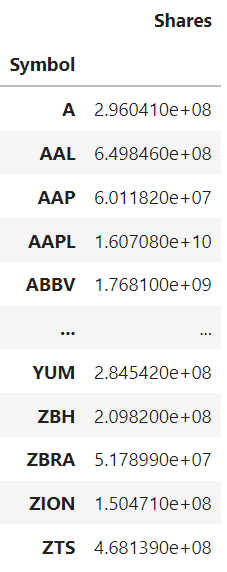 Shares
Symbol
A 2.960410e+08
AAL 6.498460e+08
AAP 6.011820e+07
AAPL 1.607080e+10
ABBV 1.768100e+09
... ...
YUM 2.845420e+08
ZBH 2.098200e+08
ZBRA 5.178990e+07
ZION 1.504710e+08
ZTS 4.681390e+08